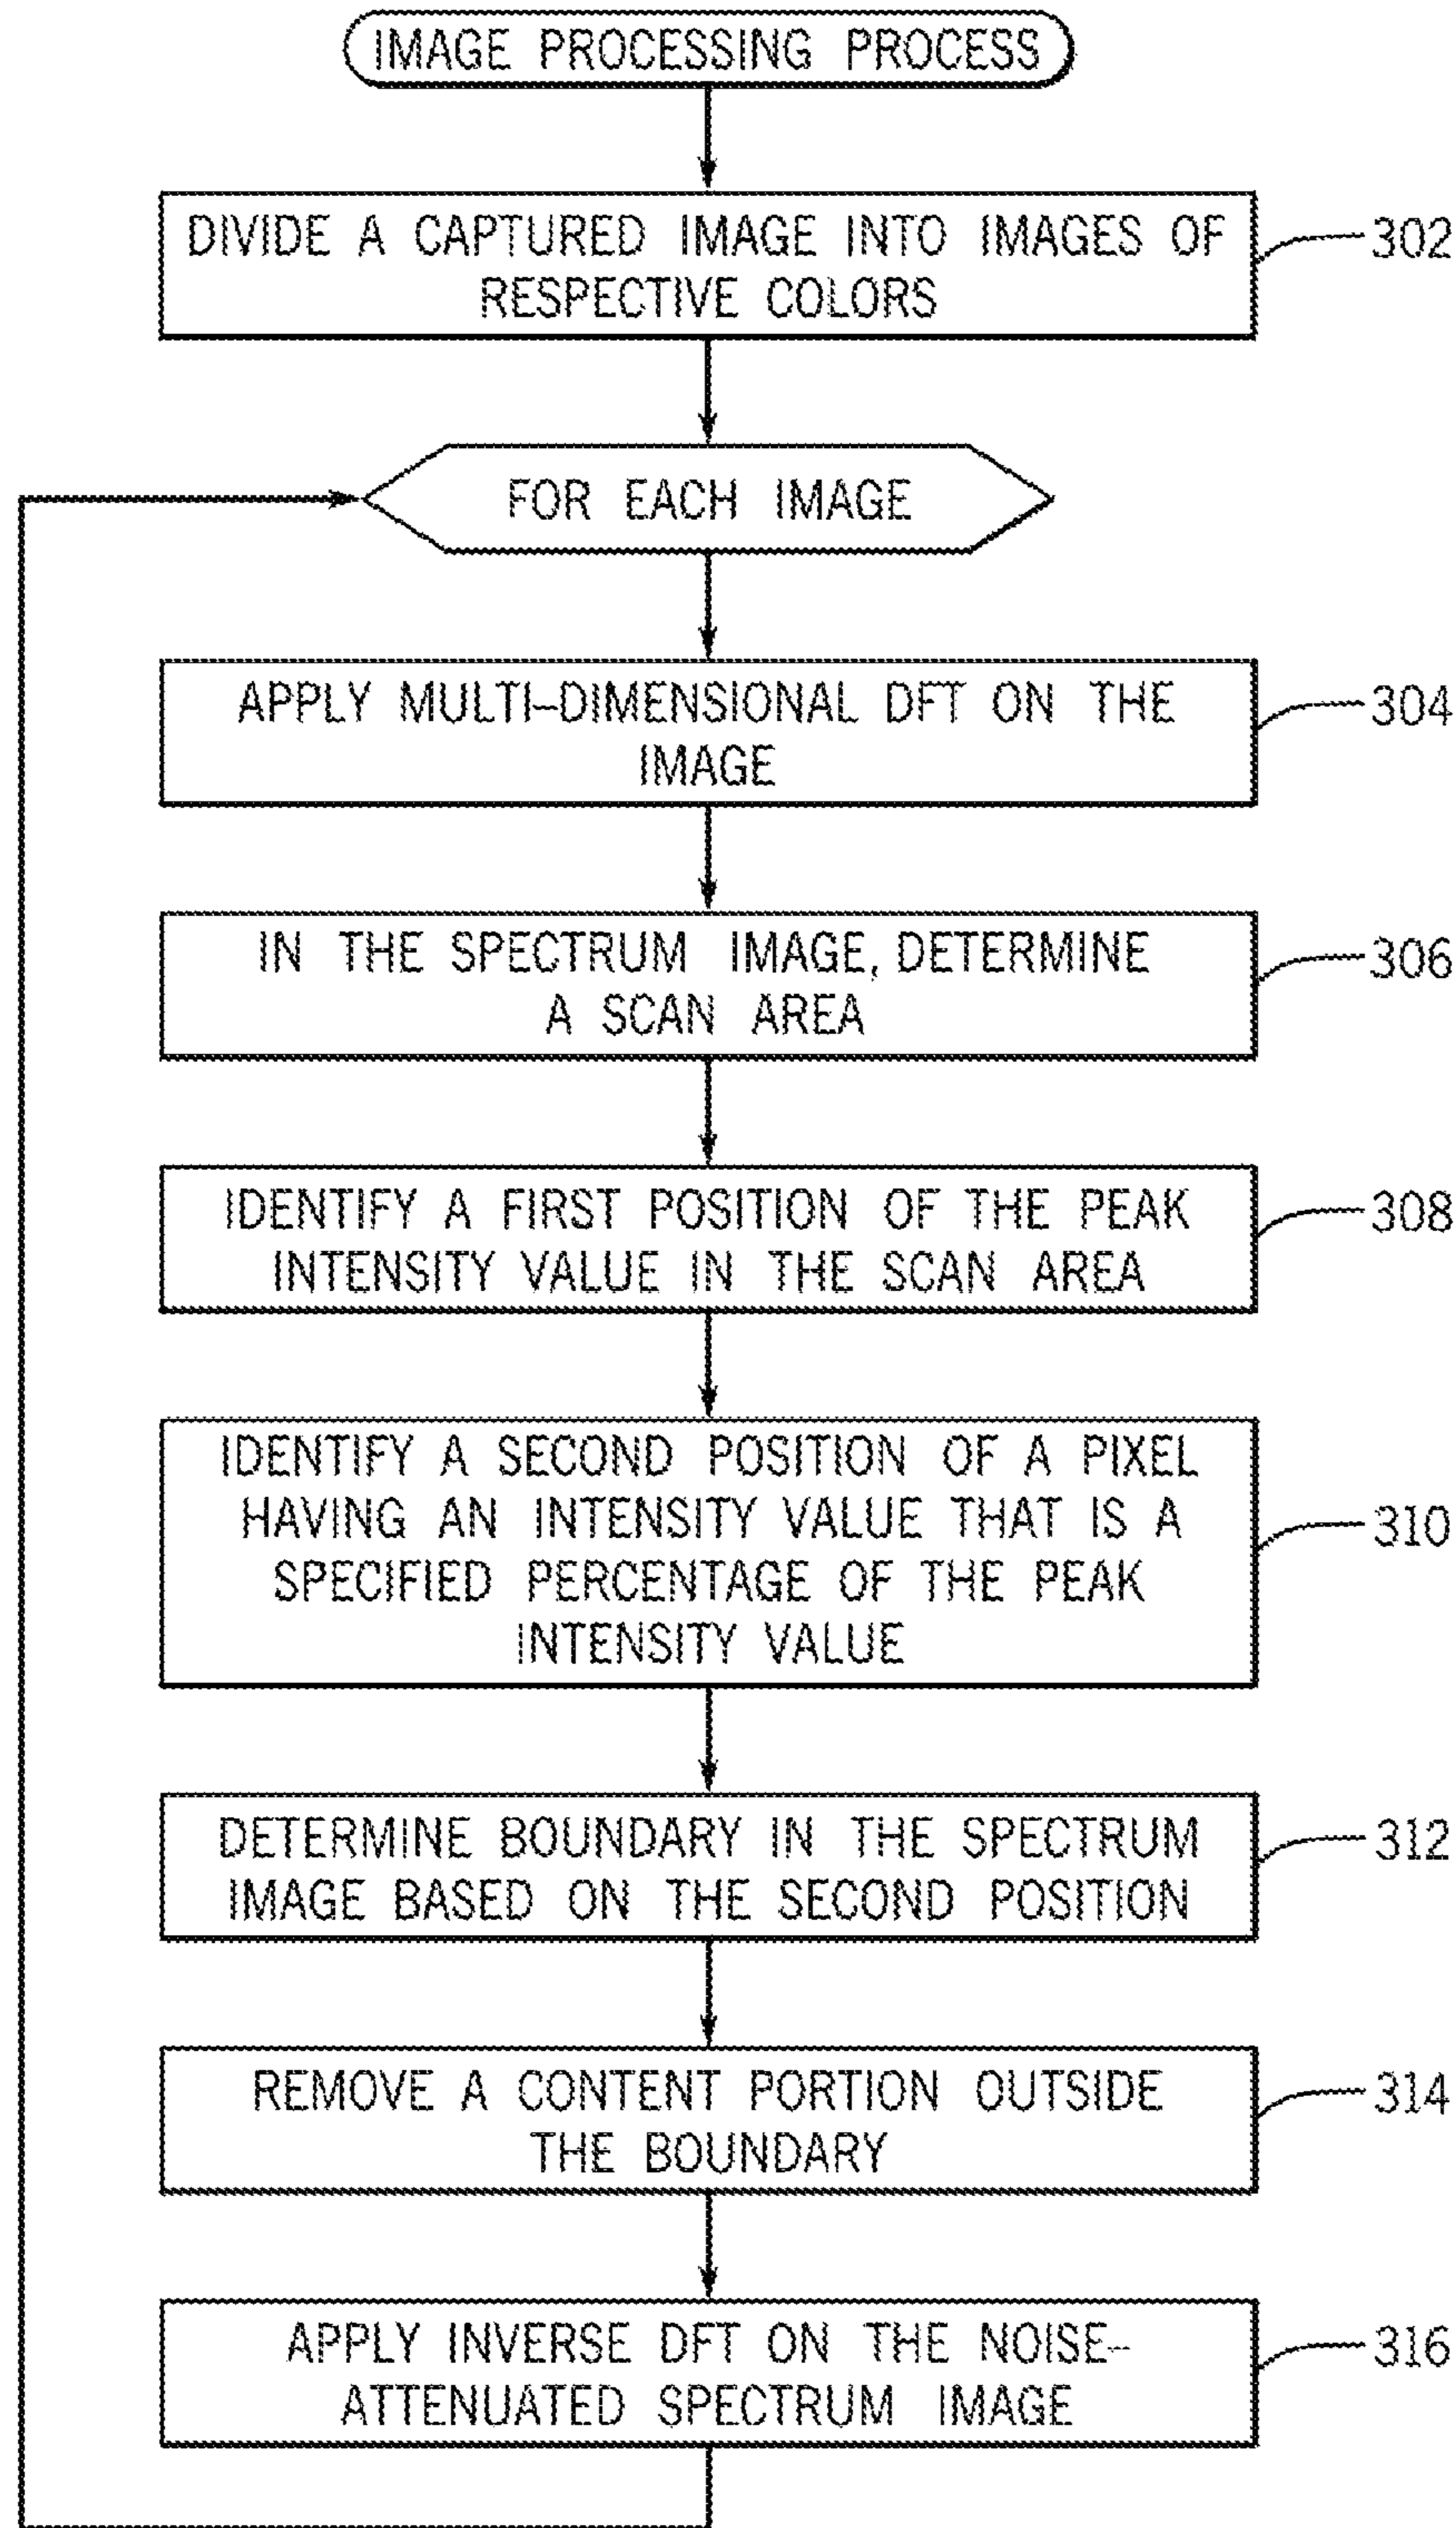 IMAGE PROCESSING PROCESS
DIVIDE A CAPTURED IMAGE INTO IMAGES OF
RESPECTIVE COLORS
302
FOR EACH IMAGE
APPLY MULTI-DIMENSIONAL DFT ON THE
IMAGE
304
IN THE SPECTRUM IMAGE, DETERMINE
A SCAN AREA
306
IDENTIFY A FIRST POSITION OF THE PEAK
INTENSITY VALUE IN THE SCAN AREA
308
IDENTIFY A SECOND POSITION OF A PIXEL
HAVING AN INTENSITY VALUE THAT IS A
SPECIFIED PERCENTAGE OF THE PEAK
INTENSITY VALUE
310
DETERMINE BOUNDARY IN THE SPECTRUM
IMAGE BASED ON THE SECOND POSITION
312
REMOVE A CONTENT PORTION OUTSIDE
THE BOUNDARY
314
APPLY INVERSE DFT ON THE NOISE-
ATTENUATED SPECTRUM IMAGE
316